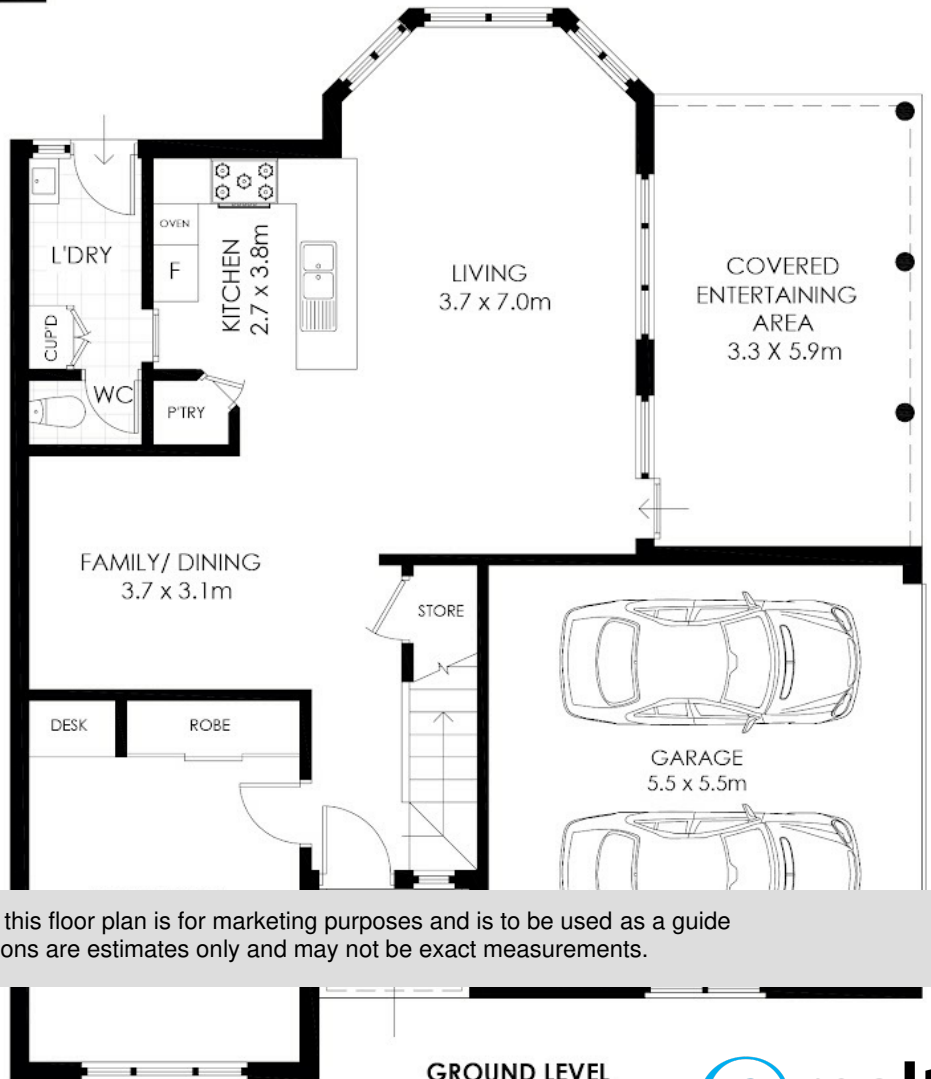 L'DRY
OVEN
F
KITCHEN
2.7 x 3.8m
CUP'D
WC
P'TRY
LIVING
3.7 x 7.0m
COVERED
ENTERTAINING
AREA
3.3 X 5.9m
FAMILY/ DINING
3.7 x 3.1m
STORE
DESK
ROBE
GARAGE
5.5 x 5.5m
this floor plan is for marketing purposes and is to be used as a guide
are estimates only and may not be exact measurements.
GROUND LEVEL